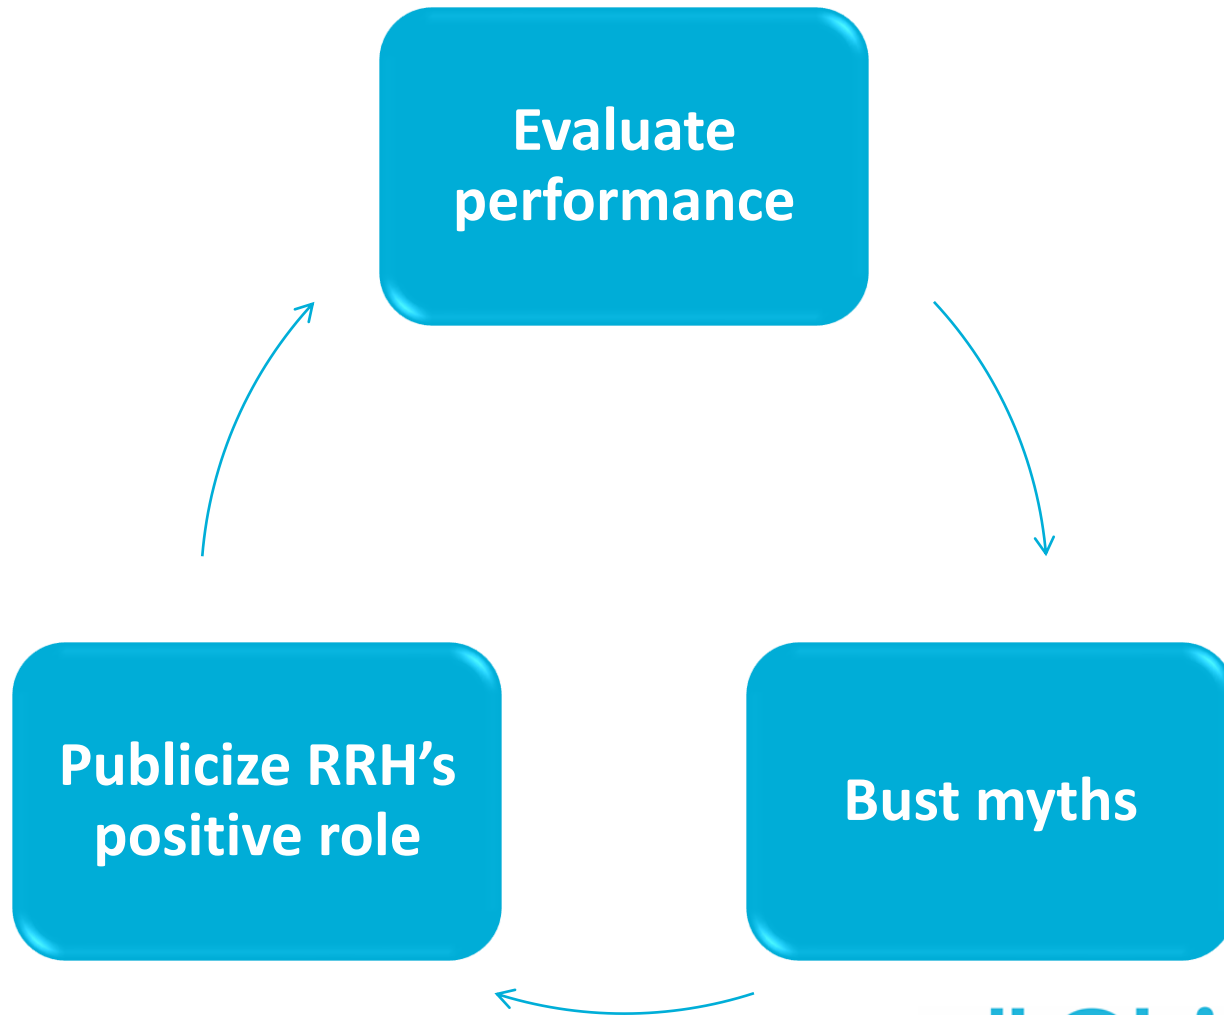 Evaluate
performance
Publicize RRH’s
positive role
Bust myths